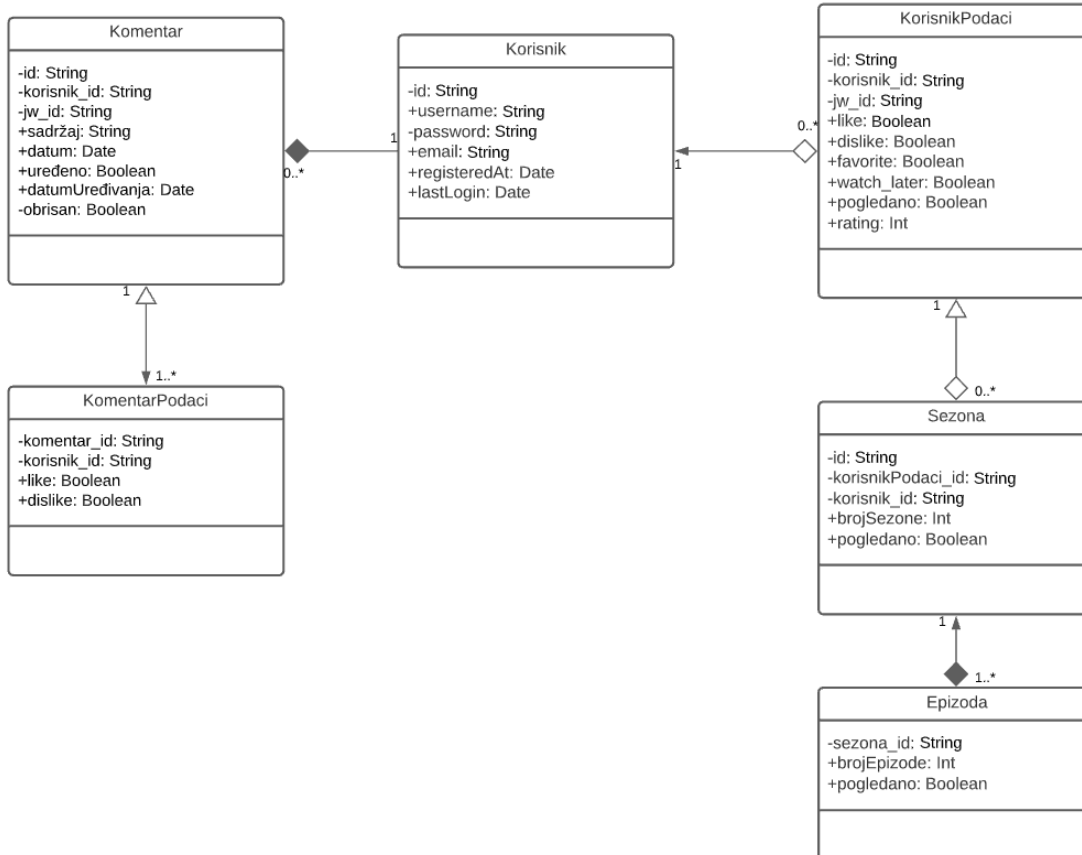 Komentar
-id: String
-korisnik_id: String
-jw_id: String
+sadržaj: String
+datum: Date
+uređeno: Boolean
+datumUređivanja: Date
-obrisan: Boolean
1
0..*
1
1..*
KomentarPodaci
-komentar_id: String
-korisnik_id: String
+like: Boolean
+dislike: Boolean
Korisnik
-id: String
+username: String
-password: String
+email: String
+registeredAt: Date
+lastLogin: Date
1
0..*
KorisnikPodaci
-id: String
-korisnik_id: String
-jw_id: String
+like: Boolean
+dislike: Boolean
+favorite: Boolean
+watch_later: Boolean
+pogledano: Boolean
+rating: Int
1
0..*
Sezona
-id: String
-korisnikPodaci_id: String
-korisnik_id: String
+brojSezone: Int
+pogledano: Boolean
1
1..*
Epizoda
-sezona_id: String
+brojEpizode: Int
+pogledano: Boolean